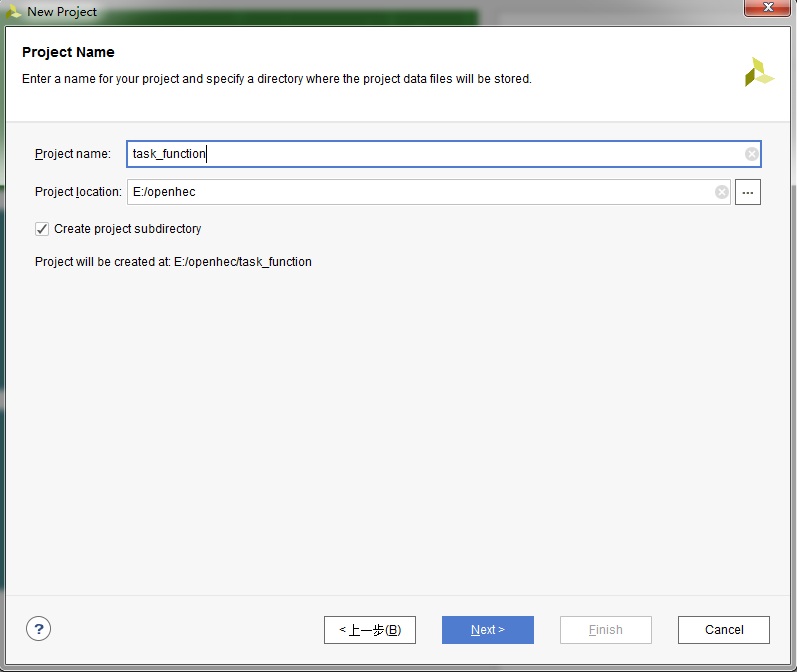 New Project
Project Name
Enter a name for your project and specify a directory where the project data files will be stored.
Project name: task_function
Project location: E:/openhec ...
Create project subdirectory
Project will be created at: E:/openhec/task_function
? < 上一步(B) Next > Finish Cancel